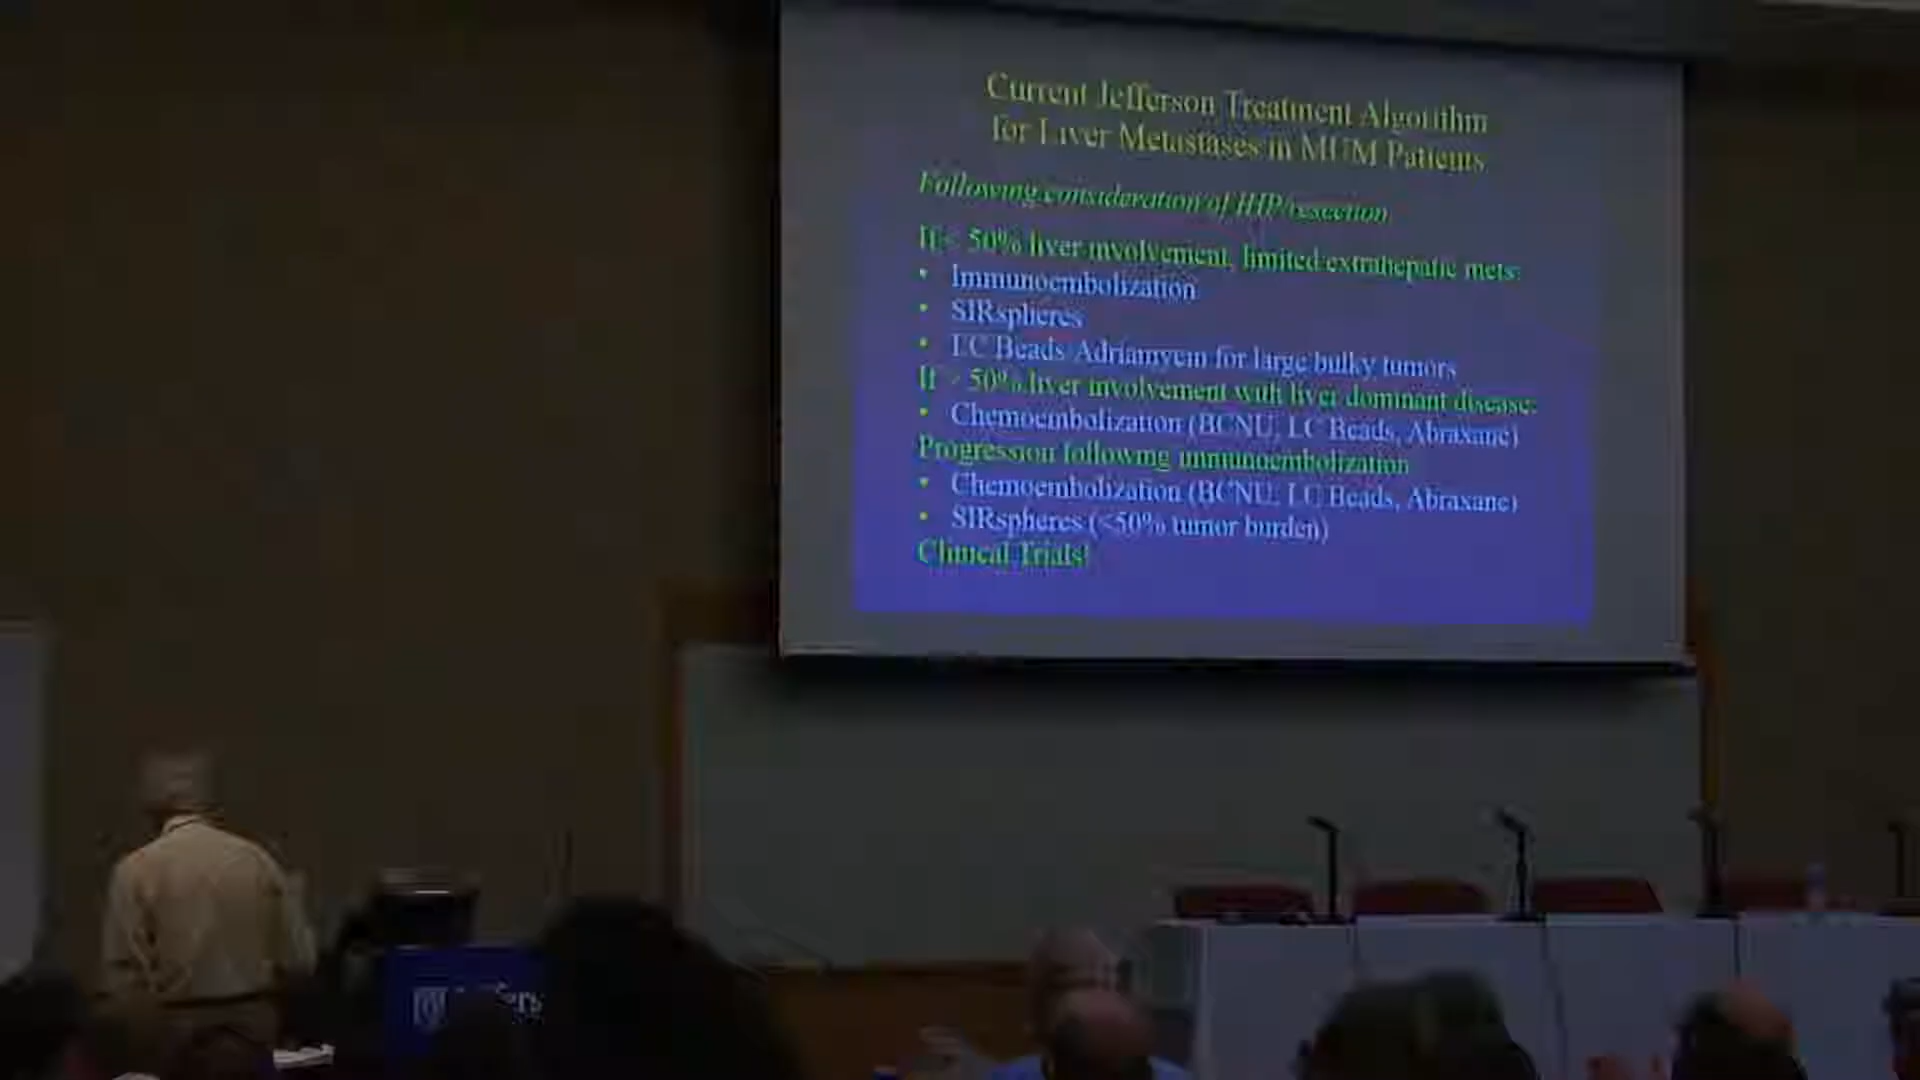 Current Jefferson Treatment Algorithm
for Liver Metastases in MUM Patients
Following consideration of IHP/resection
If < 50% liver involvement, limited extrahepatic mets:
• Immunoembolization
• SIRspheres
• LC Beads Adriamycin for large bulky tumors
If > 50% liver involvement with liver dominant disease:
• Chemoembolization (BCNU, LC Beads, Abraxane)
Progression following immunoembolization
• Chemoembolization (BCNU, LC Beads, Abraxane)
• SIRspheres (<50% tumor burden)
Clinical Trials!